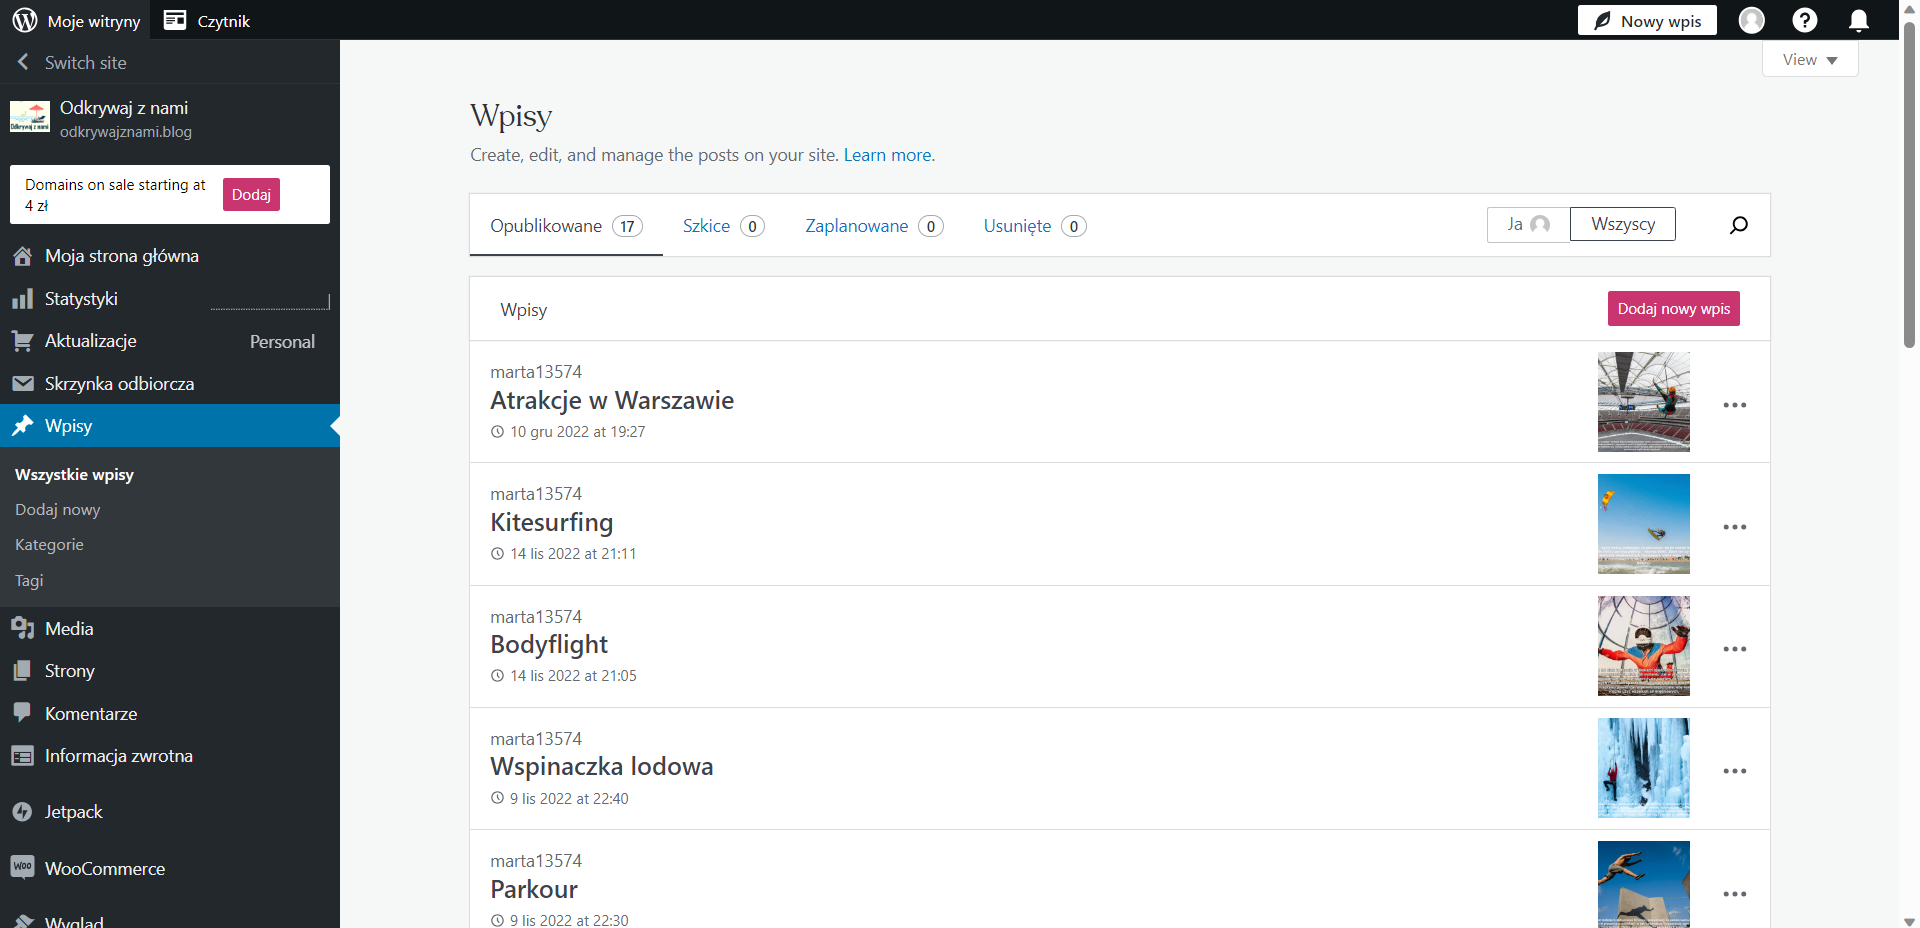 Moje witryny
Czytnik
Nowy wpis
Switch site
View
Odkrywaj z nami
odkrywajznami.blog
Domains on sale starting at
4 zł
Dodaj
Moja strona główna
Statystyki
Aktualizacje
Personal
Skrzynka odbiorcza
Wpisy
Wszystkie wpisy
Dodaj nowy
Kategorie
Tagi
Media
Strony
Komentarze
Informacja zwrotna
Jetpack
WooCommerce
Wygląd
Wpisy
Create, edit, and manage the posts on your site. Learn more.
Opublikowane 17
Szkice 0
Zaplanowane 0
Usunięte 0
Ja
Wszyscy
Wpisy
Dodaj nowy wpis
marta13574
Atrakcje w Warszawie
10 gru 2022 at 19:27
marta13574
Kitesurfing
14 lis 2022 at 21:11
marta13574
Bodyflight
14 lis 2022 at 21:05
marta13574
Wspinaczka lodowa
9 lis 2022 at 22:40
marta13574
Parkour
9 lis 2022 at 22:30